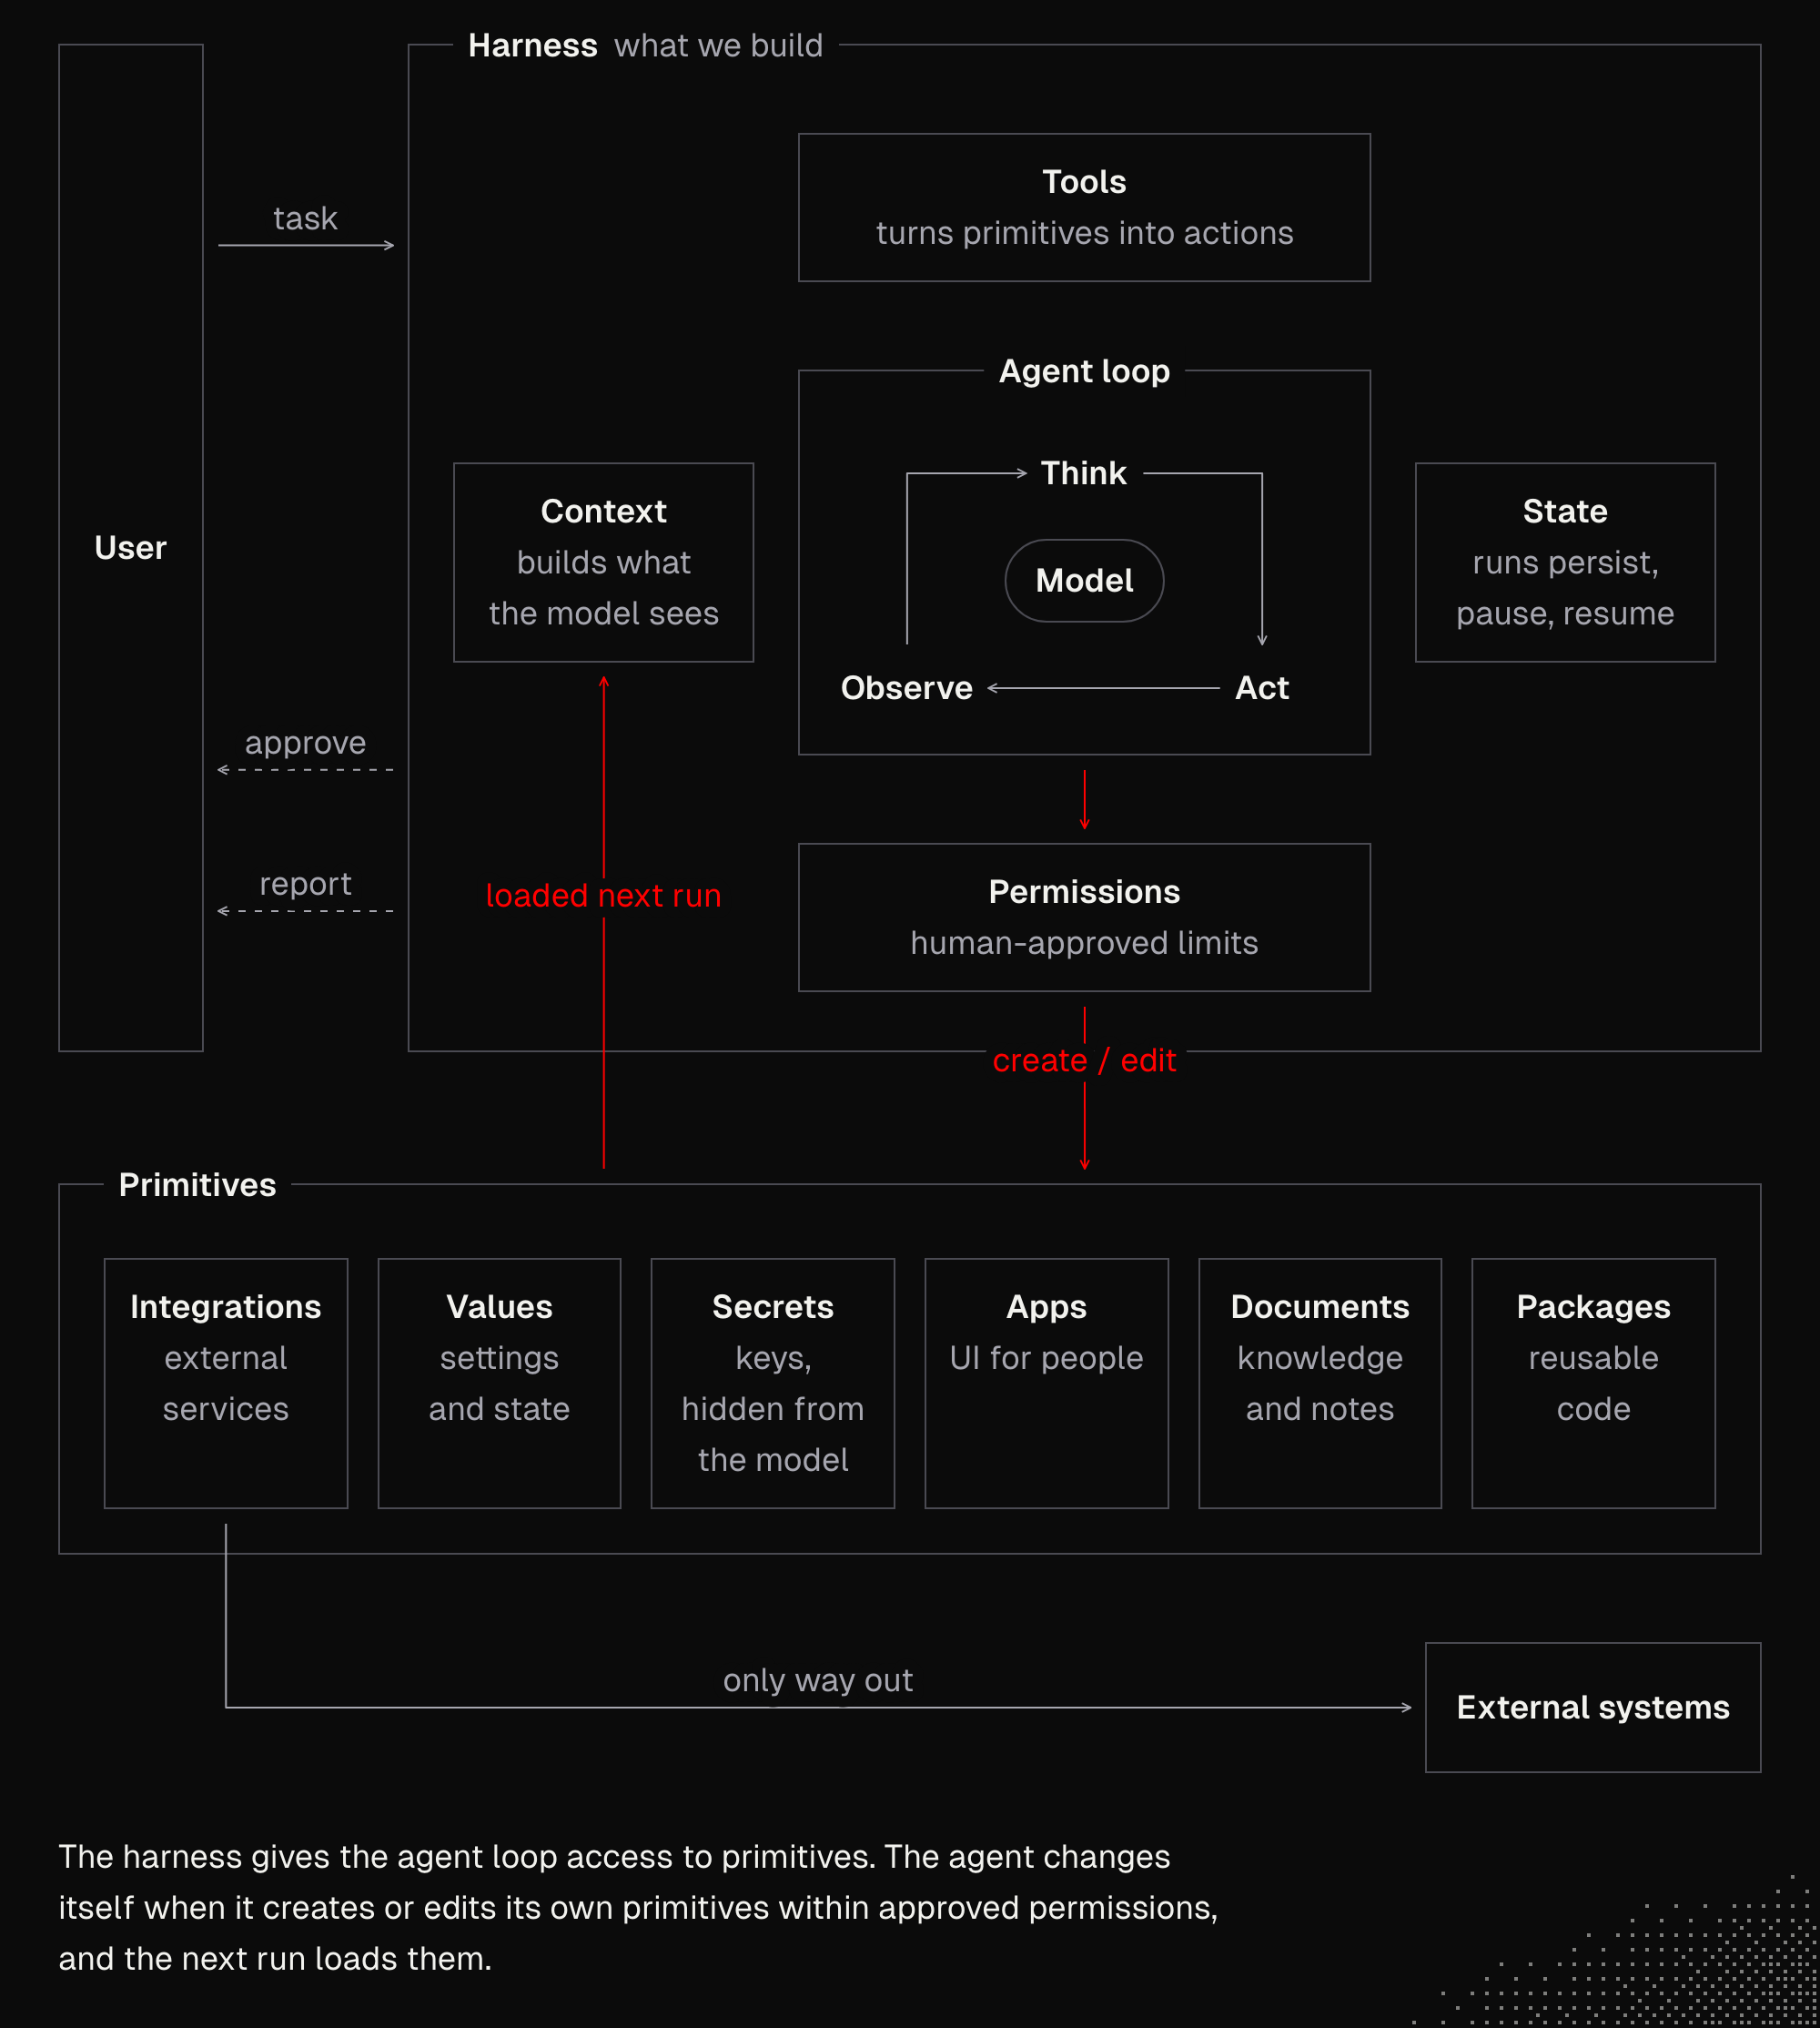 Harness what we build
Tools
turns primitives into actions
task
Agent loop
Think
Context
builds what
the model sees
State
runs persist,
pause, resume
User
Model
Observe
Act
approve
report
loaded next run
Permissions
human-approved limits
create / edit
Primitives
Integrations
external
services
Values
settings
and state
Secrets
keys,
hidden from
the model
Apps
UI for people
Documents
knowledge
and notes
Packages
reusable
code
only way out
External systems
The harness gives the agent loop access to primitives. The agent changes
itself when it creates or edits its own primitives within approved permissions,
and the next run loads them.